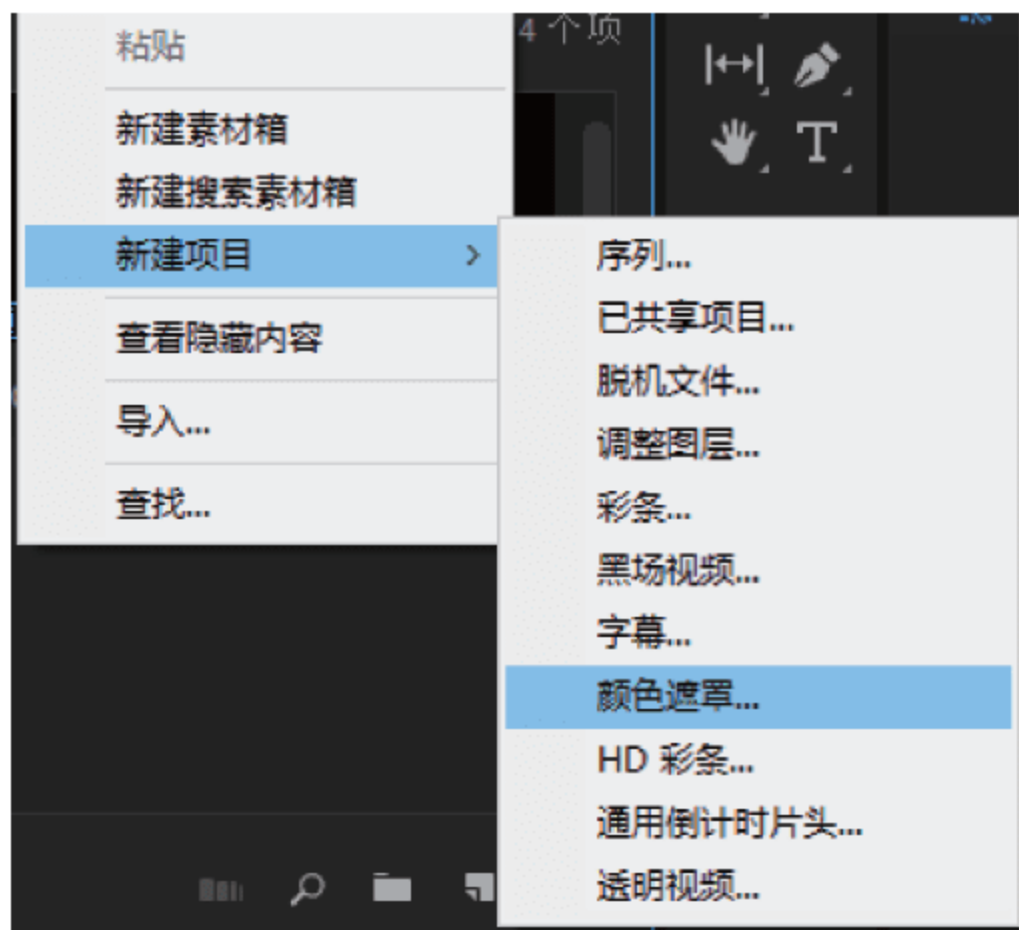 粘贴
4 个项
新建素材箱
新建搜索素材箱
新建项目
查看隐藏内容
导入...
查找...
序列...
已共享项目...
脱机文件...
调整图层...
彩条...
黑场视频...
字幕...
颜色遮罩...
HD 彩条...
通用倒计时片头...
透明视频...